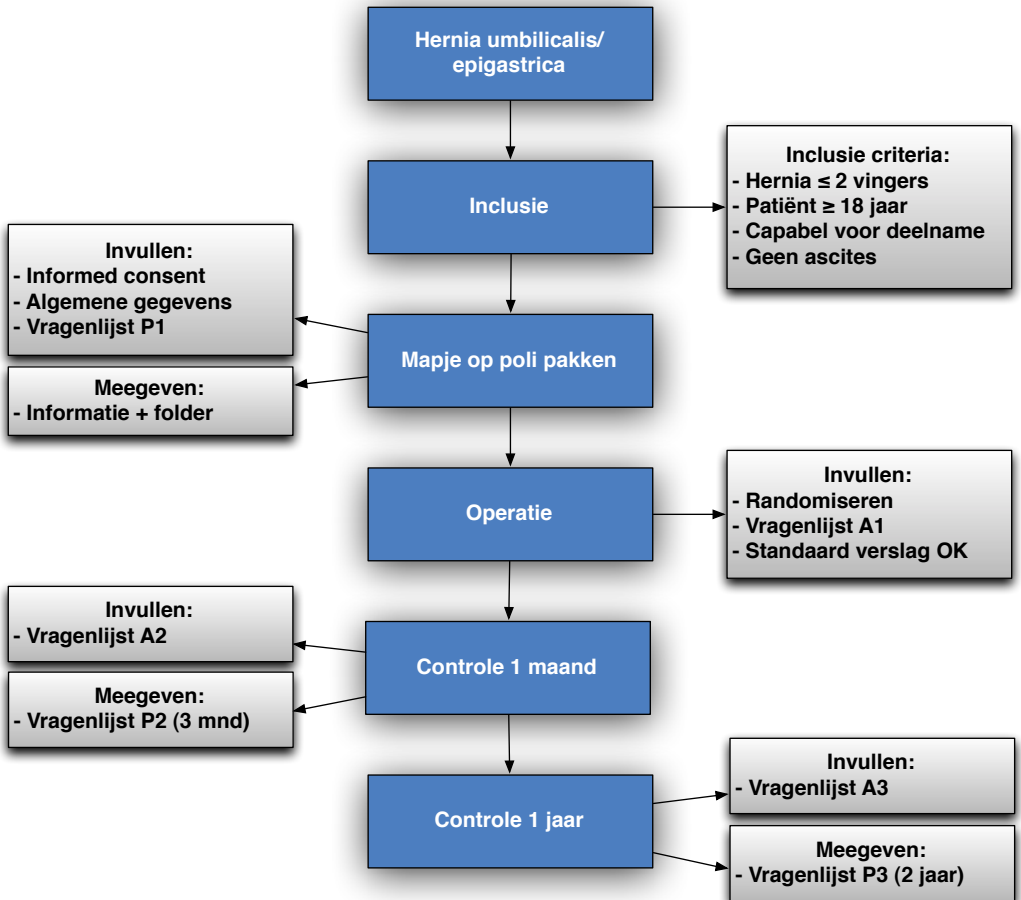 Hernia umbilicalis/
epigastrica
Inclusie
Inclusie criteria:
- Hernia ≤ 2 vingers
- Patiënt ≥ 18 jaar
- Capabel voor deelname
- Geen ascites
Invullen:
- Informed consent
- Algemene gegevens
- Vragenlijst P1
Mapje op poli pakken
Meegeven:
- Informatie + folder
Operatie
Invullen:
- Randomiseren
- Vragenlijst A1
- Standaard verslag OK
Invullen:
- Vragenlijst A2
Controle 1 maand
Meegeven:
- Vragenlijst P2 (3 mnd)
Controle 1 jaar
Invullen:
- Vragenlijst A3
Meegeven:
- Vragenlijst P3 (2 jaar)